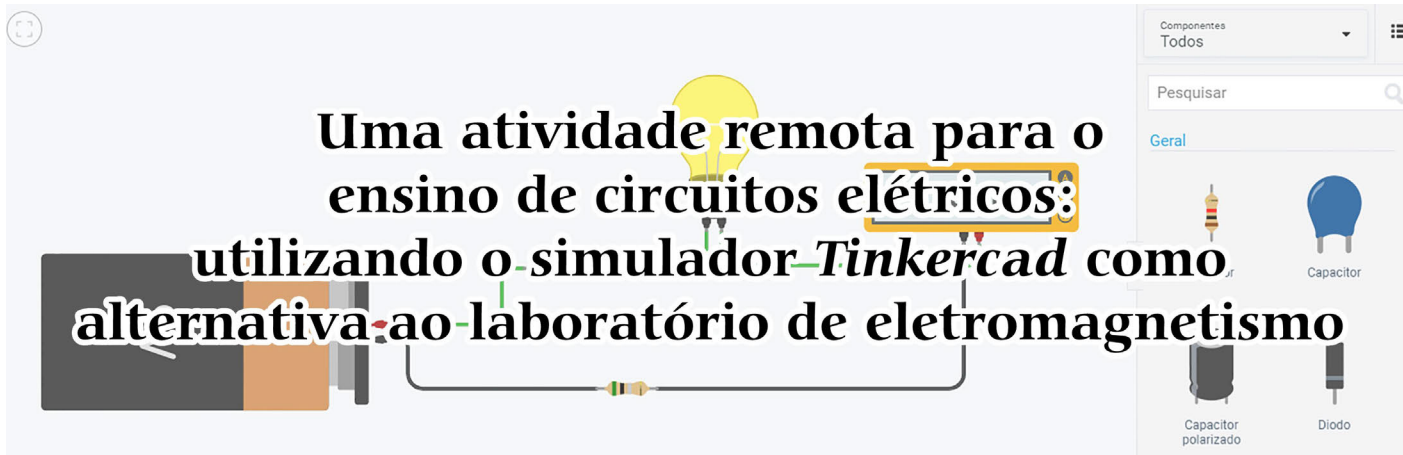 Componentes
Todos
Pesquisar
Geral
Uma atividade remota para o
ensino de circuitos elétricos:
utilizando o simulador Tinkercad como
alternativa ao laboratório de eletromagnetismo
Capacitor
Capacitor
polarizado
Diodo